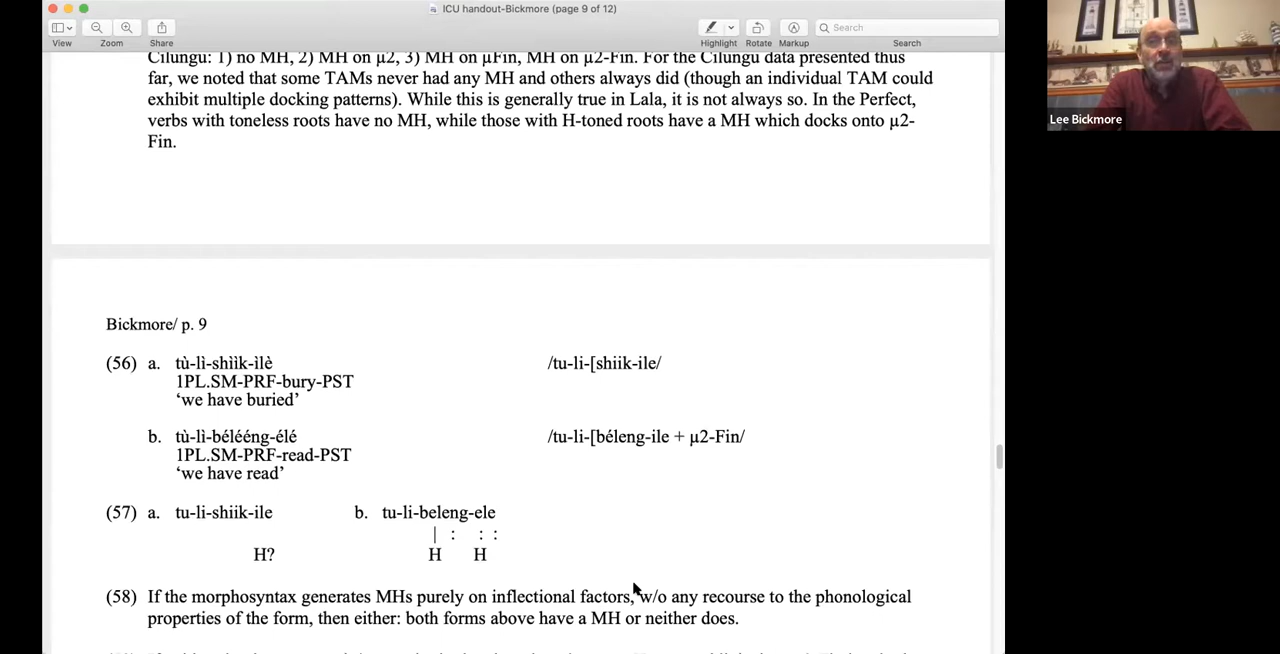 ICU handout-Bickmore (page 9 of 12)
View Zoom Share Highlight Rotate Markup Search
Search
Cilungu: 1) no MH, 2) MH on μ2, 3) MH on μFin, MH on μ2-Fin. For the Cilungu data presented thus
far, we noted that some TAMs never had any MH and others always did (though an individual TAM could
exhibit multiple docking patterns). While this is generally true in Lala, it is not always so. In the Perfect,
verbs with toneless roots have no MH, while those with H-toned roots have a MH which docks onto μ2-
Fin.
Lee Bickmore
Bickmore/ p. 9
(56) a. tù-lì-shììk-ìlè /tu-li-[shiik-ile/
1PL.SM-PRF-bury-PST
‘we have buried’
b. tù-lì-bélééng-élé /tu-li-[béleng-ile + μ2-Fin/
1PL.SM-PRF-read-PST
‘we have read’
(57) a. tu-li-shiik-ile b. tu-li-beleng-ele
| : : :
H? H H
(58) If the morphosyntax generates MHs purely on inflectional factors, w/o any recourse to the phonological
properties of the form, then either: both forms above have a MH or neither does.